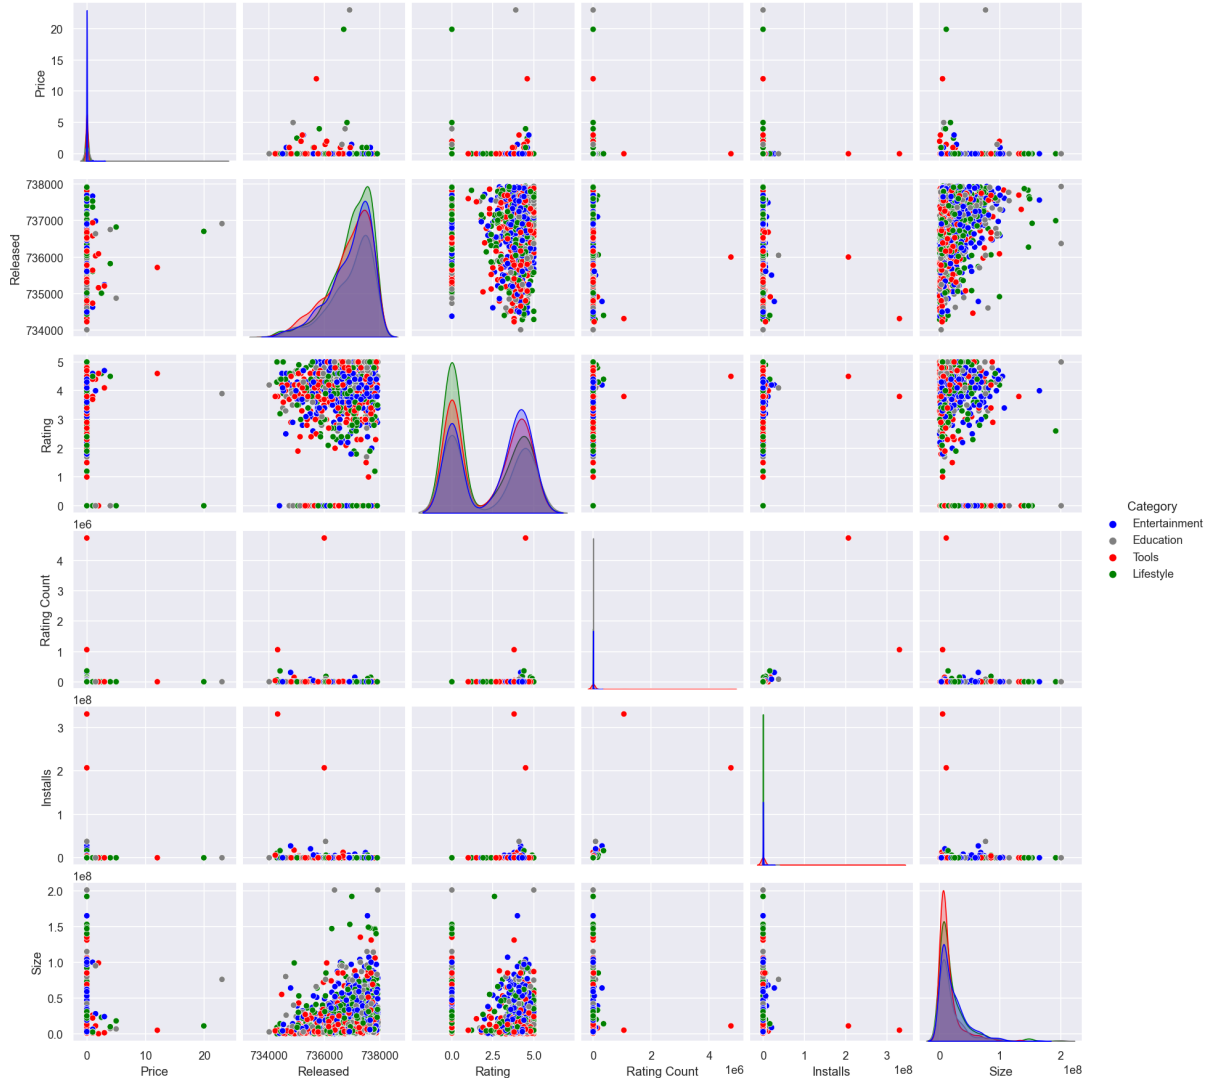 20
15
10
5
0
Price
738000
737000
736000
735000
734000
Released
5
4
3
2
1
0
Rating
1e6
4
3
2
1
0
Rating Count
1e8
3
2
1
0
Installs
1e8
2.0
1.5
1.0
0.5
0.0
Size
0 10 20
Price
734000 736000 738000
Released
0.0 2.5 5.0
Rating
0 2 4
1e6
Rating Count
0 1 2 3
1e8
Installs
0 1 2
1e8
Size
Category
Entertainment
Education
Tools
Lifestyle